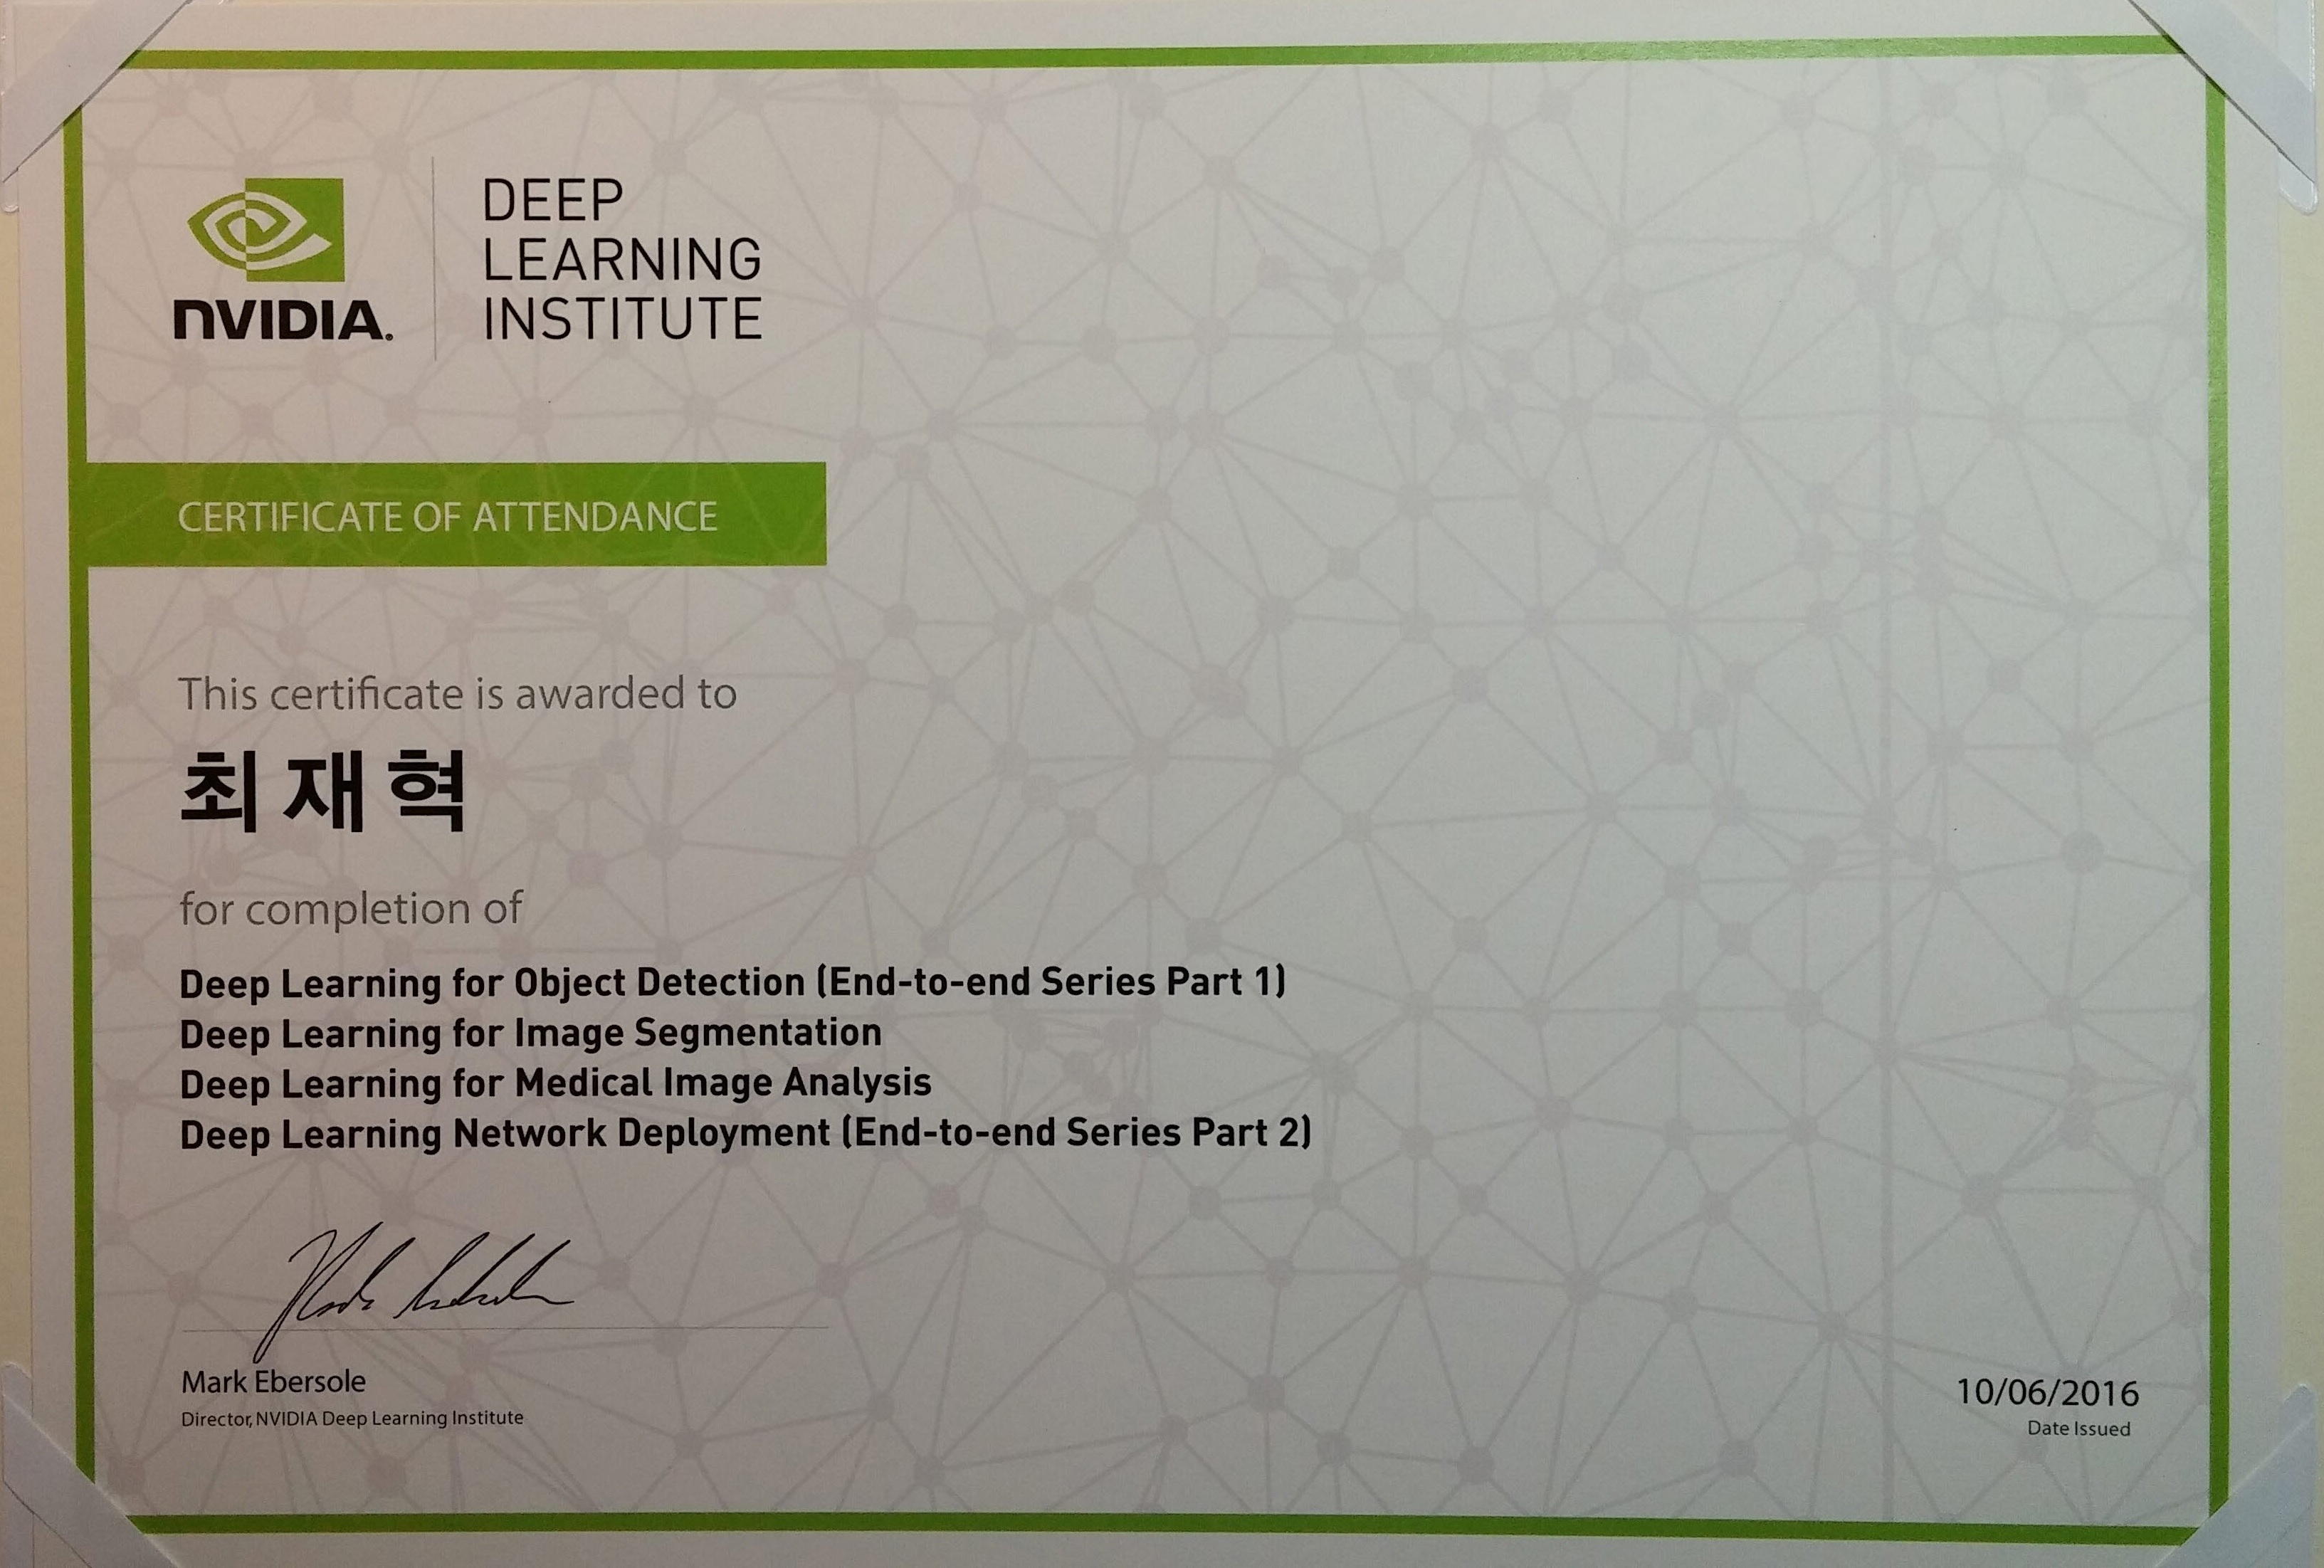 NVIDIA.
DEEP
LEARNING
INSTITUTE
CERTIFICATE OF ATTENDANCE
This certificate is awarded to
최재혁
for completion of
Deep Learning for Object Detection (End-to-end Series Part 1)
Deep Learning for Image Segmentation
Deep Learning for Medical Image Analysis
Deep Learning Network Deployment (End-to-end Series Part 2)
Mark Ebersole
Director, NVIDIA Deep Learning Institute
10/06/2016
Date Issued